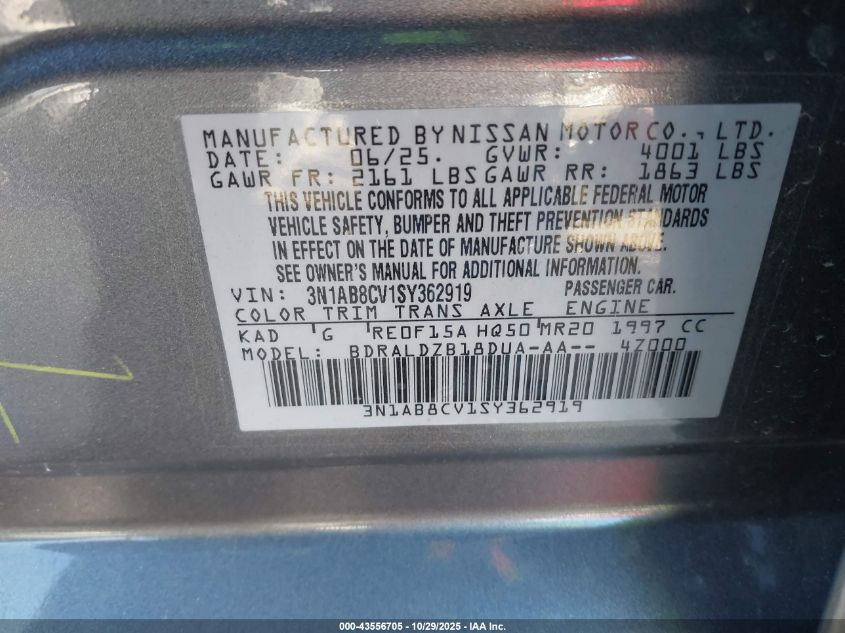 MANUFACTURED BY NISSAN MOTOR CO., LTD.
DATE: 06/25. GVWR: 4001 LBS
GAWR FR: 2161 LBS GAWR RR: 1863 LBS
THIS VEHICLE CONFORMS TO ALL APPLICABLE FEDERAL MOTOR
VEHICLE SAFETY, BUMPER AND THEFT PREVENTION STANDARDS
IN EFFECT ON THE DATE OF MANUFACTURE SHOWN ABOVE.
SEE OWNER'S MANUAL FOR ADDITIONAL INFORMATION.
VIN: 3N1AB8CV1SY362919 PASSENGER CAR.
COLOR TRIM TRANS AXLE ENGINE
KAD G RE0F15A HQ50 MR20 1997 CC
MODEL: BDRALDZB18DUA-AA-- 4Z000
3N1AB8CV1SY362919
000-43556705 - 10/29/2025 - IAA Inc.